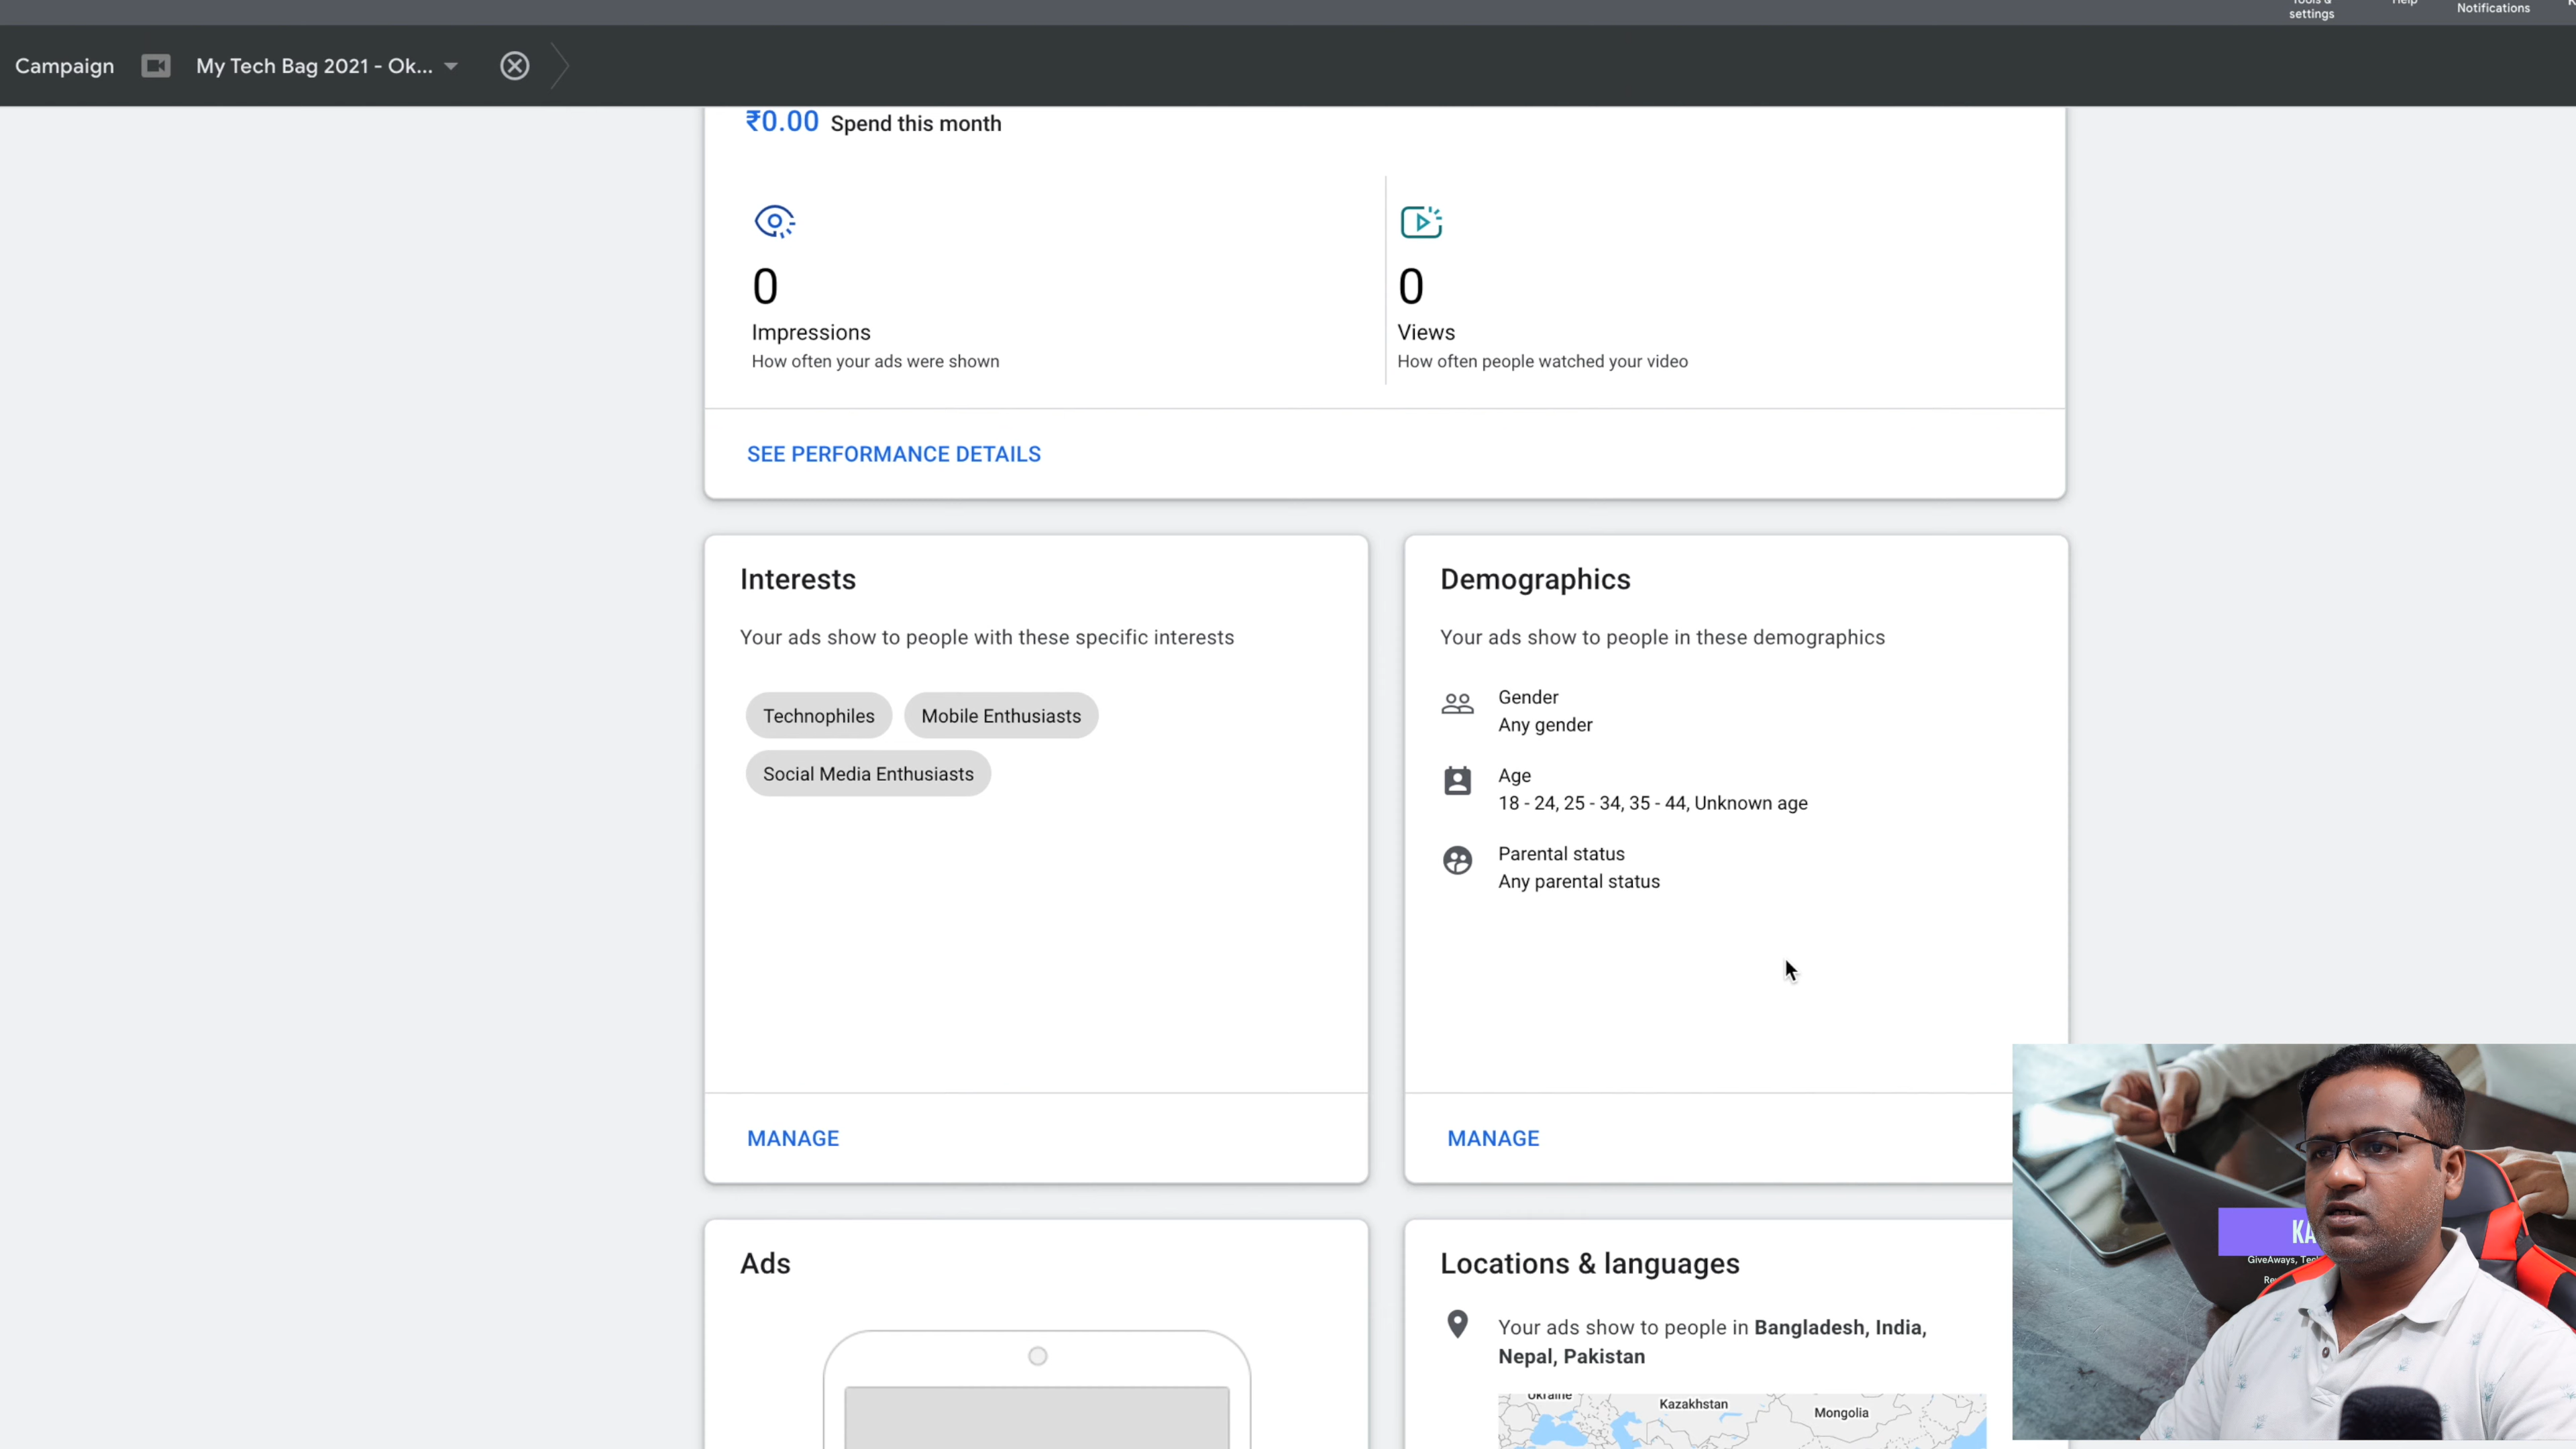 settings
Notifications
Campaign My Tech Bag 2021 - Ok...
₹0.00 Spend this month
0
Impressions
How often your ads were shown
0
Views
How often people watched your video
SEE PERFORMANCE DETAILS
Interests
Your ads show to people with these specific interests
Technophiles Mobile Enthusiasts
Social Media Enthusiasts
MANAGE
Demographics
Your ads show to people in these demographics
Gender
Any gender
Age
18 - 24, 25 - 34, 35 - 44, Unknown age
Parental status
Any parental status
MANAGE
Ads
Locations & languages
Your ads show to people in Bangladesh, India,
Nepal, Pakistan
Ukraine
Kazakhstan
Mongolia
KA
GiveAways,